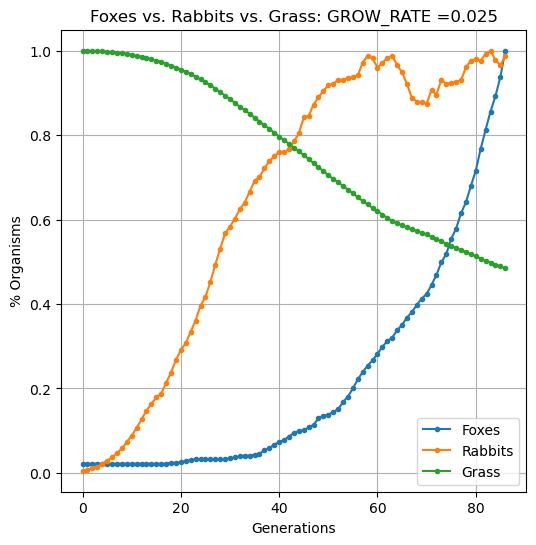 Foxes vs. Rabbits vs. Grass: GROW_RATE =0.025
% Organisms
1.0
0.8
0.6
0.4
0.2
0.0
0 20 40 60 80
Generations
Foxes
Rabbits
Grass